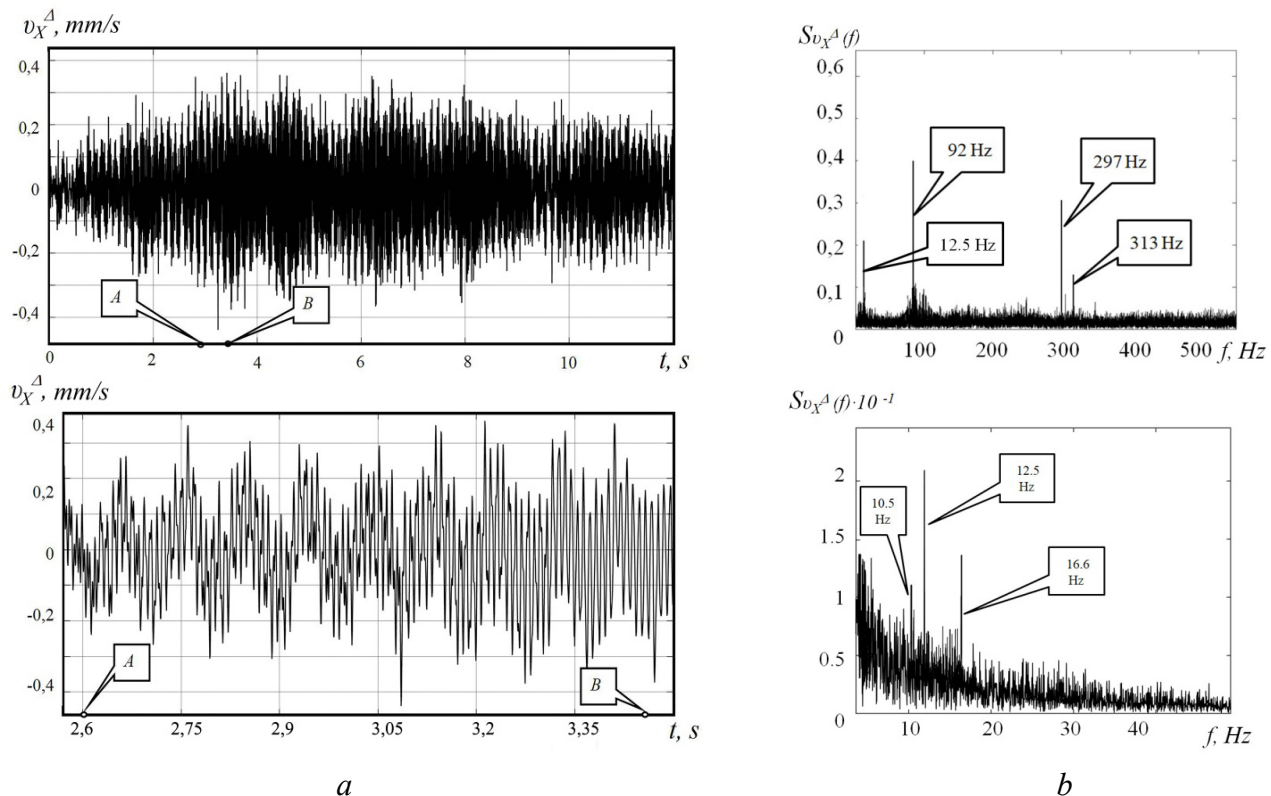 υX Δ, mm/s
0,4
0,2
0
-0,2
-0,4
A
B
0 2 4 6 8 10 t, s
SυX Δ(f)
0,6
0,5
0,4
0,3
0,2
0,1
0
92 Hz
297 Hz
12.5 Hz
313 Hz
100 200 300 400 500 f, Hz
υX Δ, mm/s
0,4
0,2
0
-0,2
-0,4
A
B
2,6 2,75 2,9 3,05 3,2 3,35 t, s
SυX Δ(f)·10 -1
2
1.5
1
0.5
0
10.5
Hz
12.5
Hz
16.6
Hz
10 20 30 40 f, Hz
a
b